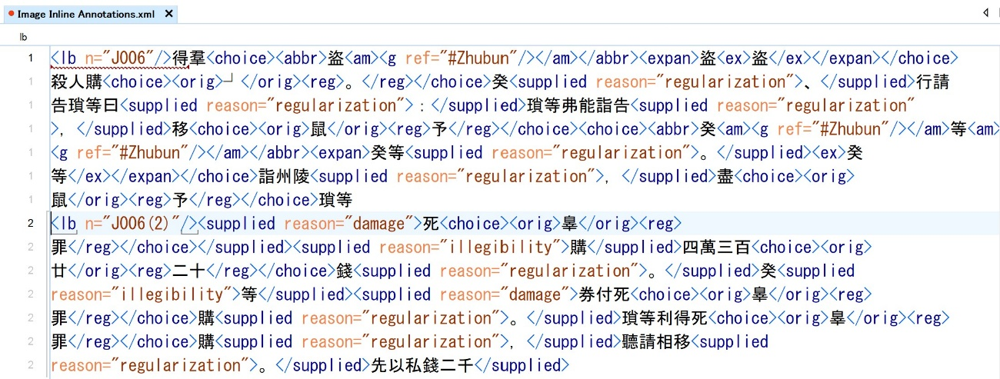 Image Inline Annotations.xml ✕
lb
1 <lb n="J006"/>得羣<choice><abbr>盜<am><g ref="#Zhubun"/></am></abbr><expan>盜<ex>盜</ex></expan></choice>
1 殺人購<choice><orig>┘</orig><reg>。</reg></choice>癸<supplied reason="regularization">、</supplied>行請
1 告瑣等曰<supplied reason="regularization">：</supplied>瑣等弗能詣告<supplied reason="regularization"
1 >，</supplied>移<choice><orig>鼠</orig><reg>予</reg></choice><choice><abbr>癸<am><g ref="#Zhubun"/></am>等<am>
1 <g ref="#Zhubun"/></am></abbr><expan>癸等<supplied reason="regularization">。</supplied><ex>癸
1 等</ex></expan></choice>詣州陵<supplied reason="regularization">，</supplied>盡<choice><orig>
1 鼠</orig><reg>予</reg></choice>瑣等
2 <lb n="J006(2)"/><supplied reason="damage">死<choice><orig>辠</orig><reg>
2 罪</reg></choice></supplied><supplied reason="illegibility">購</supplied>四萬三百<choice><orig>
2 廿</orig><reg>二十</reg></choice>錢<supplied reason="regularization">。</supplied>癸<supplied
2 reason="illegibility">等</supplied><supplied reason="damage">券付死<choice><orig>辠</orig><reg>
2 罪</reg></choice>購<supplied reason="regularization">。</supplied>瑣等利得死<choice><orig>辠</orig><reg>
2 罪</reg></choice>購<supplied reason="regularization">，</supplied>聽請相移<supplied
2 reason="regularization">。</supplied>先以私錢二千</supplied>